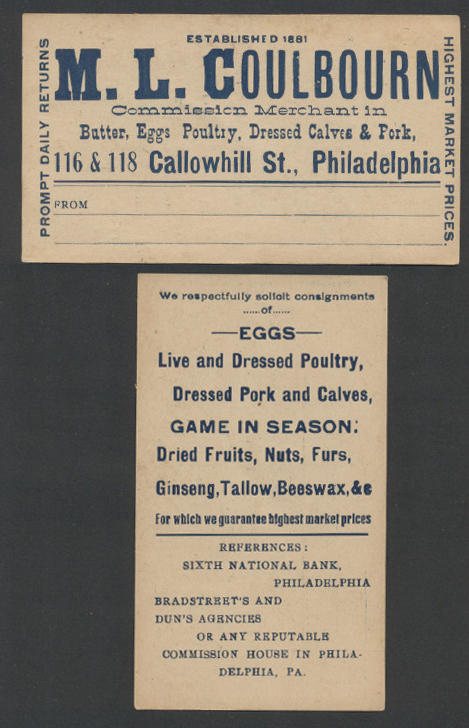 ESTABLISHED 1881
PROMPT DAILY RETURNS
M. L. COULBOURN
HIGHEST MARKET PRICES.
Commission Merchant in
Butter, Eggs Poultry, Dressed Calves & Pork,
116 & 118 Callowhill St., Philadelphia
FROM
We respectfully solicit consignments
......of......
—EGGS—
Live and Dressed Poultry,
Dressed Pork and Calves,
GAME IN SEASON:
Dried Fruits, Nuts, Furs,
Ginseng,Tallow,Beeswax,&c
For which we guarantee highest market prices
REFERENCES:
SIXTH NATIONAL BANK,
PHILADELPHIA
BRADSTREET'S AND
DUN'S AGENCIES
OR ANY REPUTABLE
COMMISSION HOUSE IN PHILA-
DELPHIA, PA.